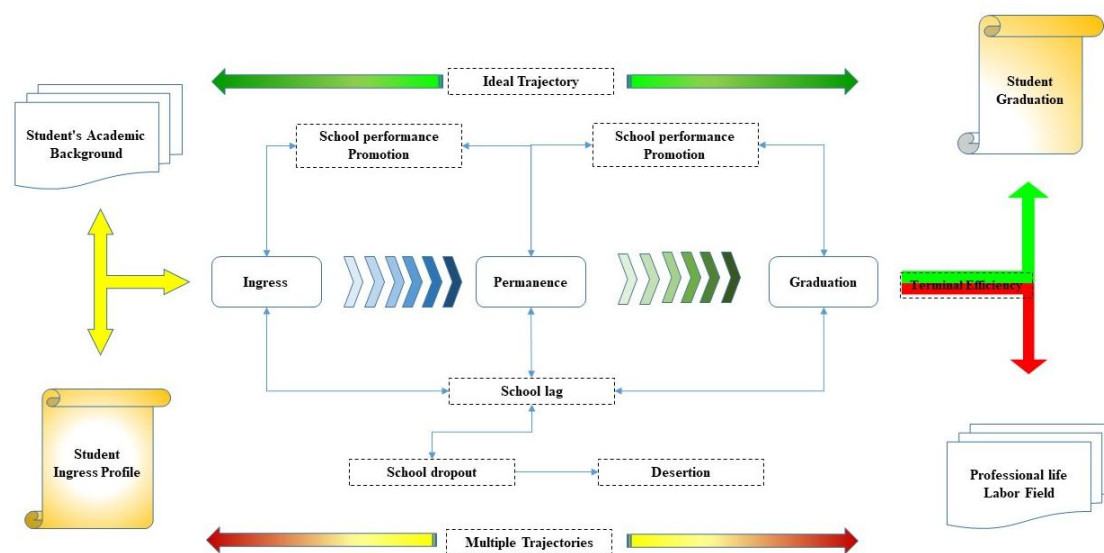 Ideal Trajectory
Student
Graduation
Student's Academic
Background
School performance
Promotion
School performance
Promotion
Ingress
Permanence
Graduation
Terminal Efficiency
School lag
Student
Ingress Profile
School dropout
Desertion
Professional life
Labor Field
Multiple Trajectories